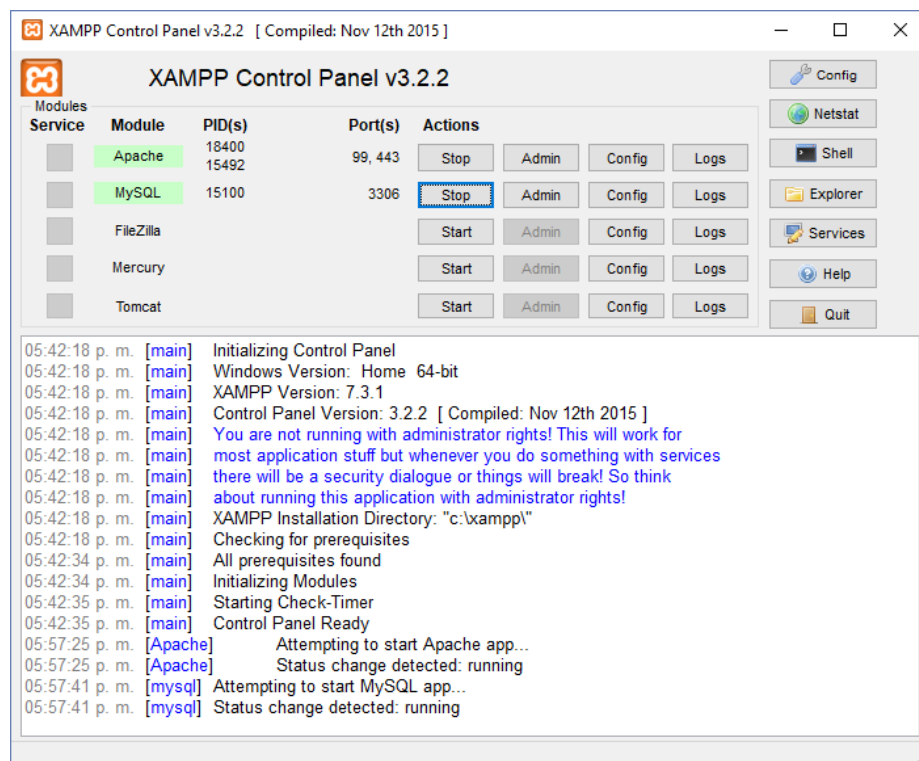 XAMPP Control Panel v3.2.2 [ Compiled: Nov 12th 2015 ]
XAMPP Control Panel v3.2.2
Config
Modules
Service Module PID(s) Port(s) Actions
Netstat
Apache 18400 99, 443 Stop Admin Config Logs
15492
Shell
MySQL 15100 3306 Stop Admin Config Logs
Explorer
FileZilla Start Admin Config Logs
Services
Mercury Start Admin Config Logs
Help
Tomcat Start Admin Config Logs
Quit
05:42:18 p. m. [main] Initializing Control Panel
05:42:18 p. m. [main] Windows Version: Home 64-bit
05:42:18 p. m. [main] XAMPP Version: 7.3.1
05:42:18 p. m. [main] Control Panel Version: 3.2.2 [ Compiled: Nov 12th 2015 ]
05:42:18 p. m. [main] You are not running with administrator rights! This will work for
05:42:18 p. m. [main] most application stuff but whenever you do something with services
05:42:18 p. m. [main] there will be a security dialogue or things will break! So think
05:42:18 p. m. [main] about running this application with administrator rights!
05:42:18 p. m. [main] XAMPP Installation Directory: "c:\xampp\"
05:42:18 p. m. [main] Checking for prerequisites
05:42:34 p. m. [main] All prerequisites found
05:42:34 p. m. [main] Initializing Modules
05:42:35 p. m. [main] Starting Check-Timer
05:42:35 p. m. [main] Control Panel Ready
05:57:25 p. m. [Apache] Attempting to start Apache app...
05:57:25 p. m. [Apache] Status change detected: running
05:57:41 p. m. [mysql] Attempting to start MySQL app...
05:57:41 p. m. [mysql] Status change detected: running